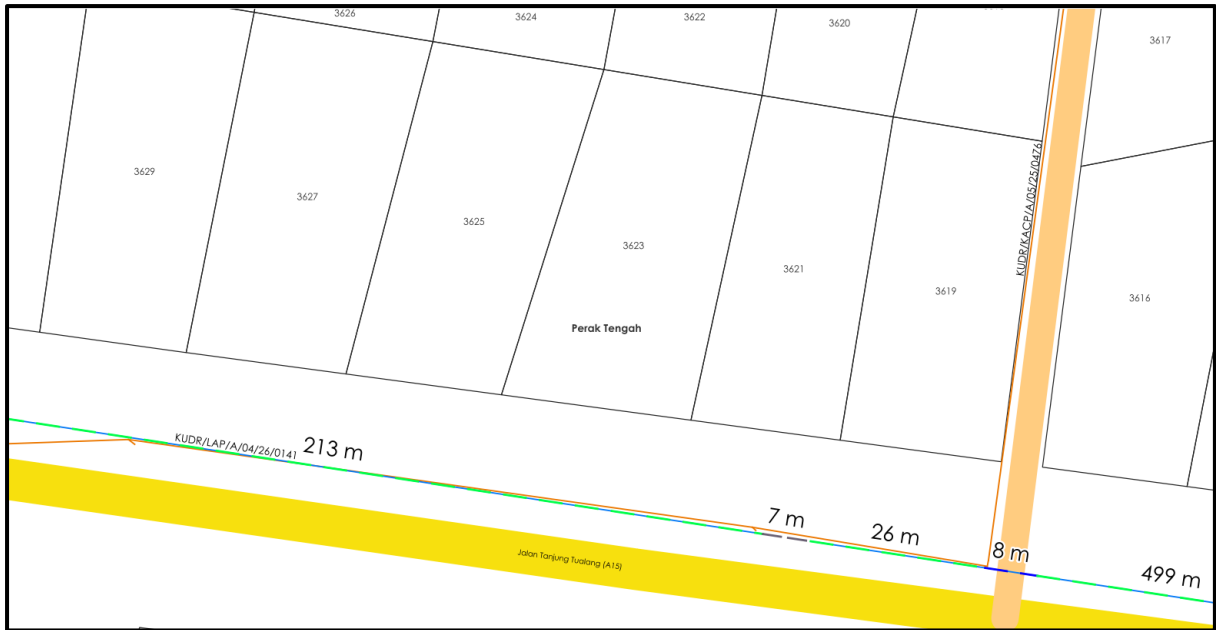 3626
3624
3622
3620
3617
3629
3627
3625
3623
3621
3619
3616
KUDR/KACP/A/05/25/0476
Perak Tengah
KUDR/LAP/A/04/26/0141
213 m
7 m
26 m
8 m
499 m
Jalan Tanjung Tualang (A15)